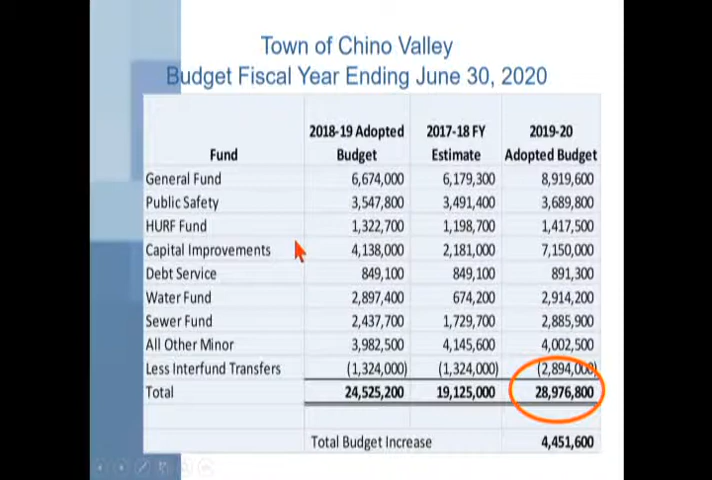 Town of Chino Valley
Budget Fiscal Year Ending June 30, 2020
Fund 2018-19 Adopted Budget 2017-18 FY Estimate 2019-20 Adopted Budget
General Fund 6,674,000 6,179,300 8,919,600
Public Safety 3,547,800 3,491,400 3,689,800
HURF Fund 1,322,700 1,198,700 1,417,500
Capital Improvements 4,138,000 2,181,000 7,150,000
Debt Service 849,100 849,100 891,300
Water Fund 2,897,400 674,200 2,914,200
Sewer Fund 2,437,700 1,729,700 2,885,900
All Other Minor 3,982,500 4,145,600 4,002,500
Less Interfund Transfers (1,324,000) (1,324,000) (2,894,000)
Total 24,525,200 19,125,000 28,976,800
Total Budget Increase 4,451,600